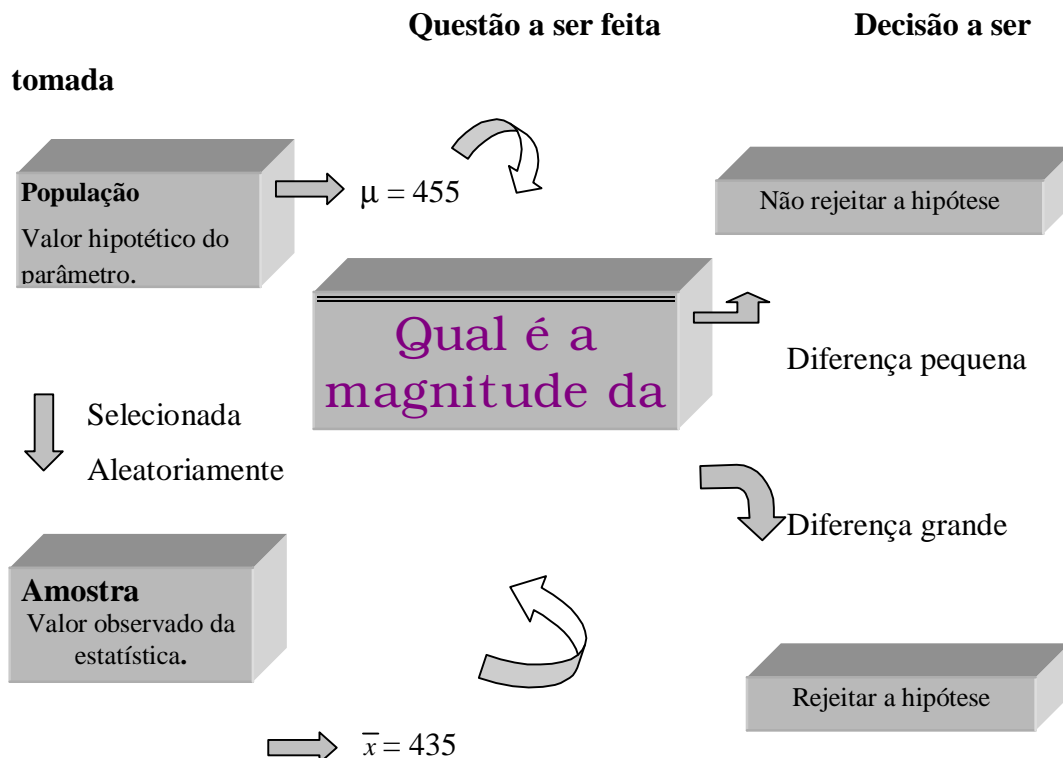 Questão a ser feita
Decisão a ser
tomada
População
Valor hipotético do
parâmetro.
μ = 455
Não rejeitar a hipótese
Qual é a
magnitude da
Diferença pequena
Selecionada
Aleatoriamente
Diferença grande
Amostra
Valor observado da
estatística.
Rejeitar a hipótese
x̅ = 435